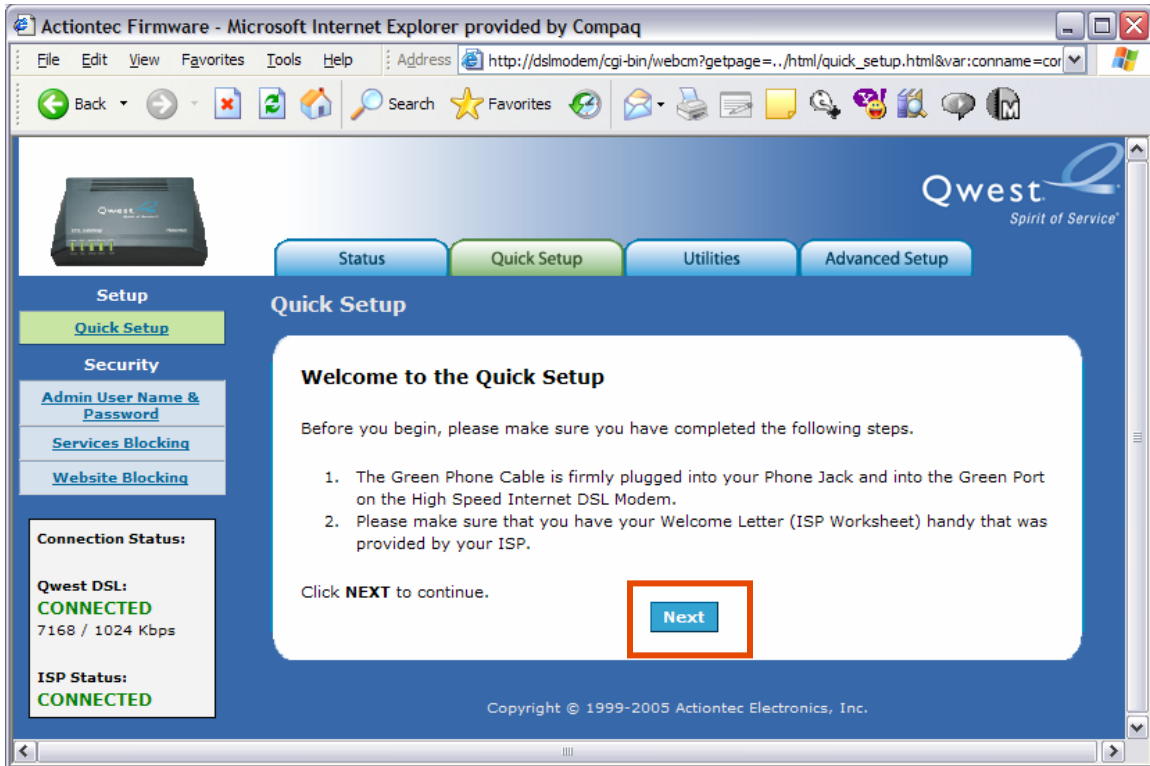 Actiontec Firmware - Microsoft Internet Explorer provided by Compaq
File Edit View Favorites Tools Help Address http://dslmodem/cgi-bin/webcm?getpage=../html/quick_setup.html&var:conname=cor
Back Search Favorites
Qwest
Qwest
Spirit of Service
Status Quick Setup Utilities Advanced Setup
Setup
Quick Setup
Security
Admin User Name &
Password
Services Blocking
Website Blocking
Connection Status:
Qwest DSL:
CONNECTED
7168 / 1024 Kbps
ISP Status:
CONNECTED
Quick Setup
Welcome to the Quick Setup
Before you begin, please make sure you have completed the following steps.
1. The Green Phone Cable is firmly plugged into your Phone Jack and into the Green Port
on the High Speed Internet DSL Modem.
2. Please make sure that you have your Welcome Letter (ISP Worksheet) handy that was
provided by your ISP.
Click NEXT to continue.
Next
Copyright © 1999-2005 Actiontec Electronics, Inc.